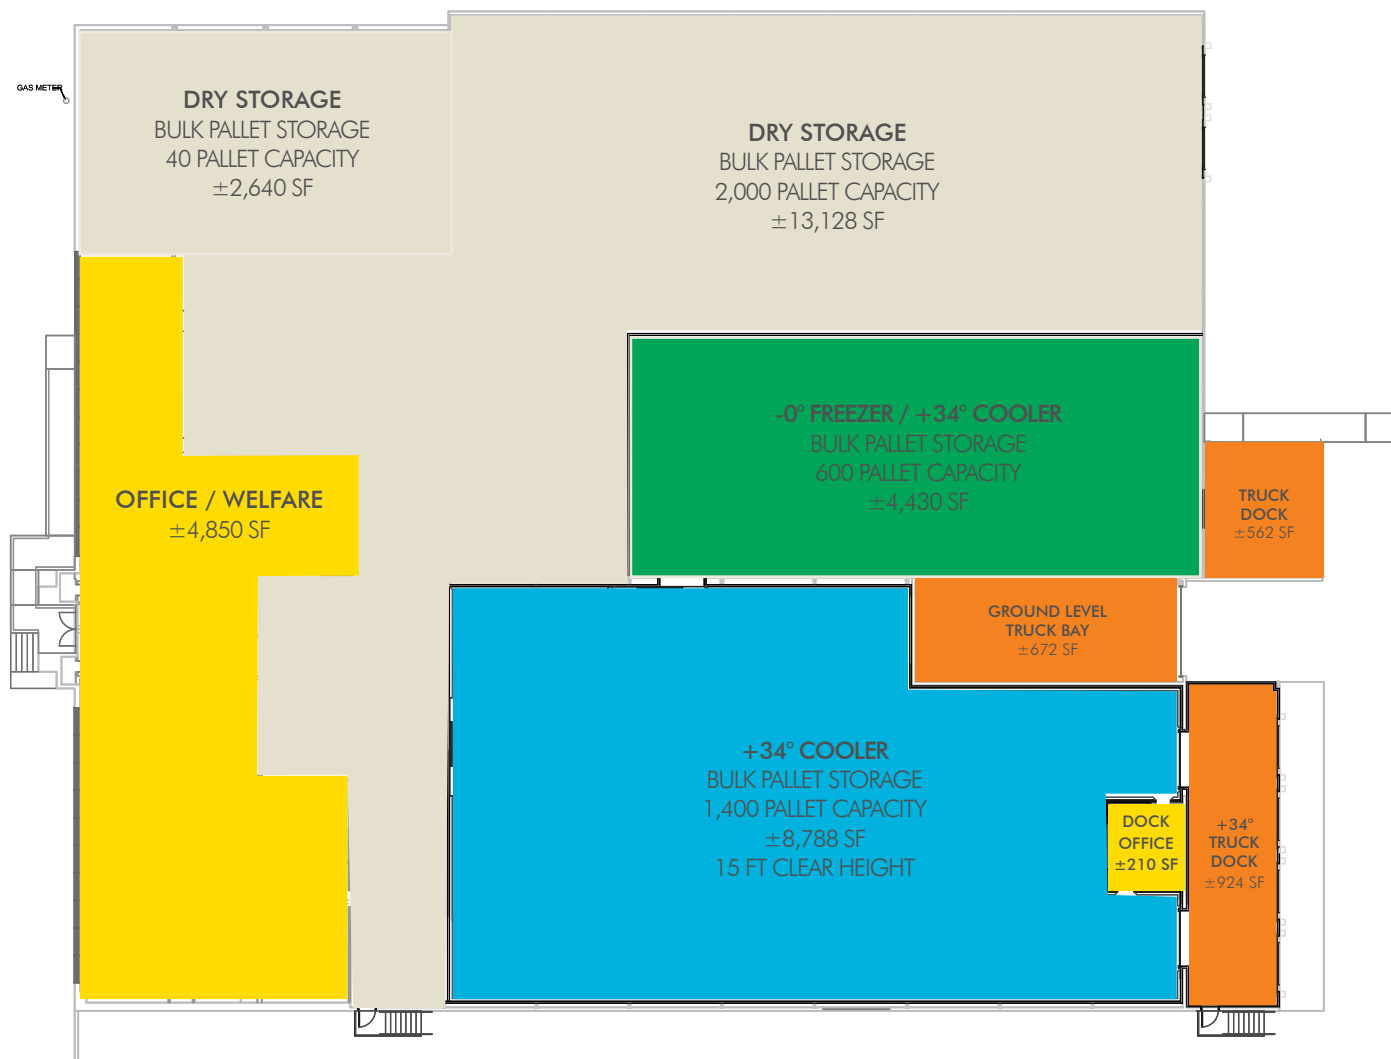 GAS METER
DRY STORAGE
BULK PALLET STORAGE
40 PALLET CAPACITY
±2,640 SF
DRY STORAGE
BULK PALLET STORAGE
2,000 PALLET CAPACITY
±13,128 SF
-0° FREEZER / +34° COOLER
BULK PALLET STORAGE
600 PALLET CAPACITY
±4,430 SF
OFFICE / WELFARE
±4,850 SF
TRUCK
DOCK
±562 SF
GROUND LEVEL
TRUCK BAY
±672 SF
+34° COOLER
BULK PALLET STORAGE
1,400 PALLET CAPACITY
±8,788 SF
15 FT CLEAR HEIGHT
DOCK
OFFICE
±210 SF
+34°
TRUCK
DOCK
±924 SF